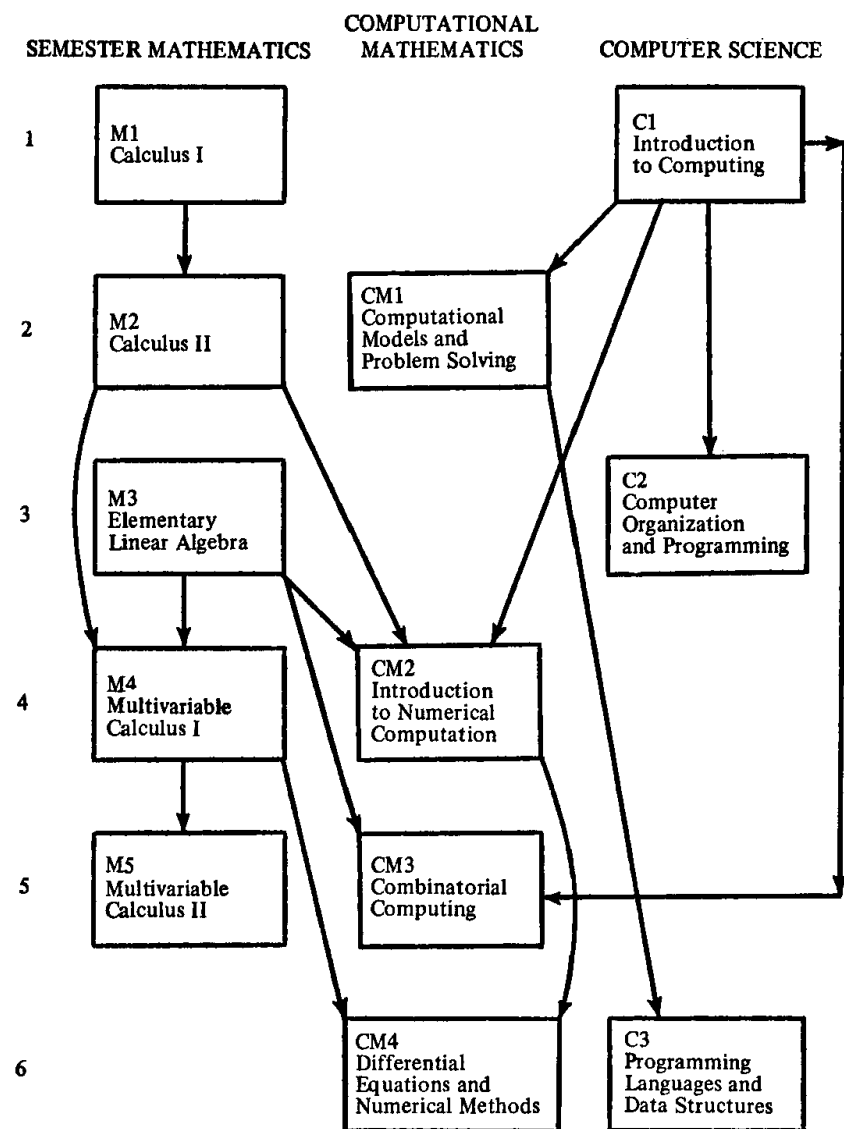 COMPUTATIONAL
SEMESTER MATHEMATICS MATHEMATICS COMPUTER SCIENCE
1
M1
Calculus I
C1
Introduction
to Computing
2
M2
Calculus II
CM1
Computational
Models and
Problem Solving
3
M3
Elementary
Linear Algebra
C2
Computer
Organization
and Programming
4
M4
Multivariable
Calculus I
CM2
Introduction
to Numerical
Computation
5
M5
Multivariable
Calculus II
CM3
Combinatorial
Computing
6
CM4
Differential
Equations and
Numerical Methods
C3
Programming
Languages and
Data Structures